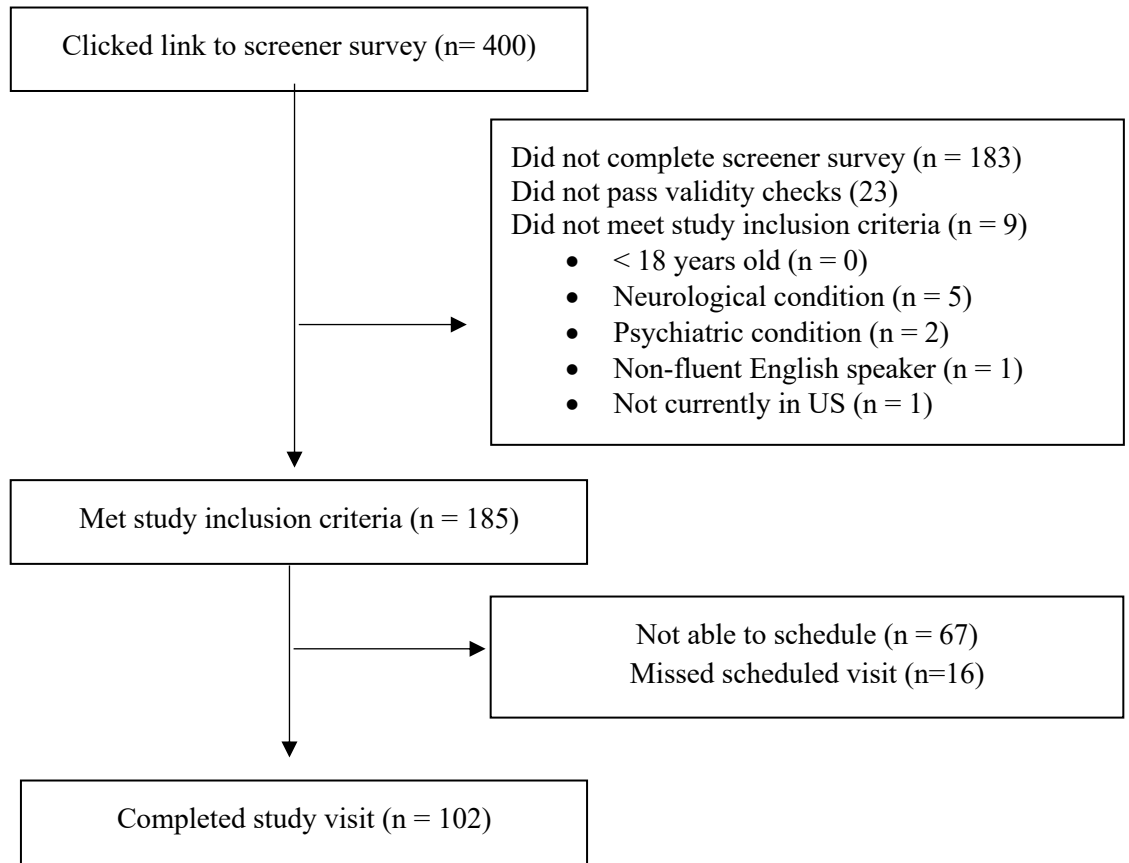 Clicked link to screener survey (n= 400)
Did not complete screener survey (n = 183)
Did not pass validity checks (23)
Did not meet study inclusion criteria (n = 9)
• < 18 years old (n = 0)
• Neurological condition (n = 5)
• Psychiatric condition (n = 2)
• Non-fluent English speaker (n = 1)
• Not currently in US (n = 1)
Met study inclusion criteria (n = 185)
Not able to schedule (n = 67)
Missed scheduled visit (n=16)
Completed study visit (n = 102)